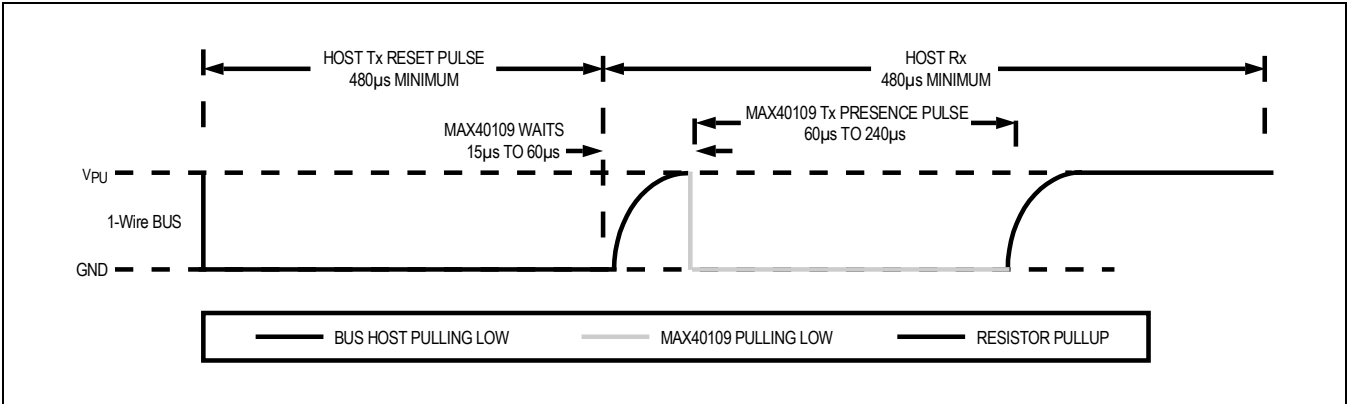 HOST Tx RESET PULSE
480µs MINIMUM
HOST Rx
480µs MINIMUM
MAX40109 WAITS
15µs TO 60µs
MAX40109 Tx PRESENCE PULSE
60µs TO 240µs
VPU
1-Wire BUS
GND
BUS HOST PULLING LOW
MAX40109 PULLING LOW
RESISTOR PULLUP